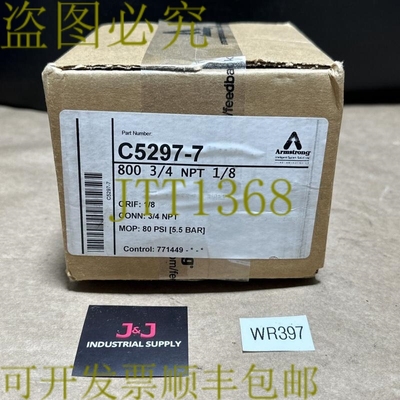 盗图必究
/feedback
Part Number:
C5297-7
800 3/4 NPT 1/8
Armstrong
C5297-7
JTT1368
ORIF: 1/8
CONN: 3/4 NPT
MOP: 80 PSI [5.5 BAR]
Control: 771449 - * - *
J&J
INDUSTRIAL SUPPLY
WR397
可开发票顺丰包邮